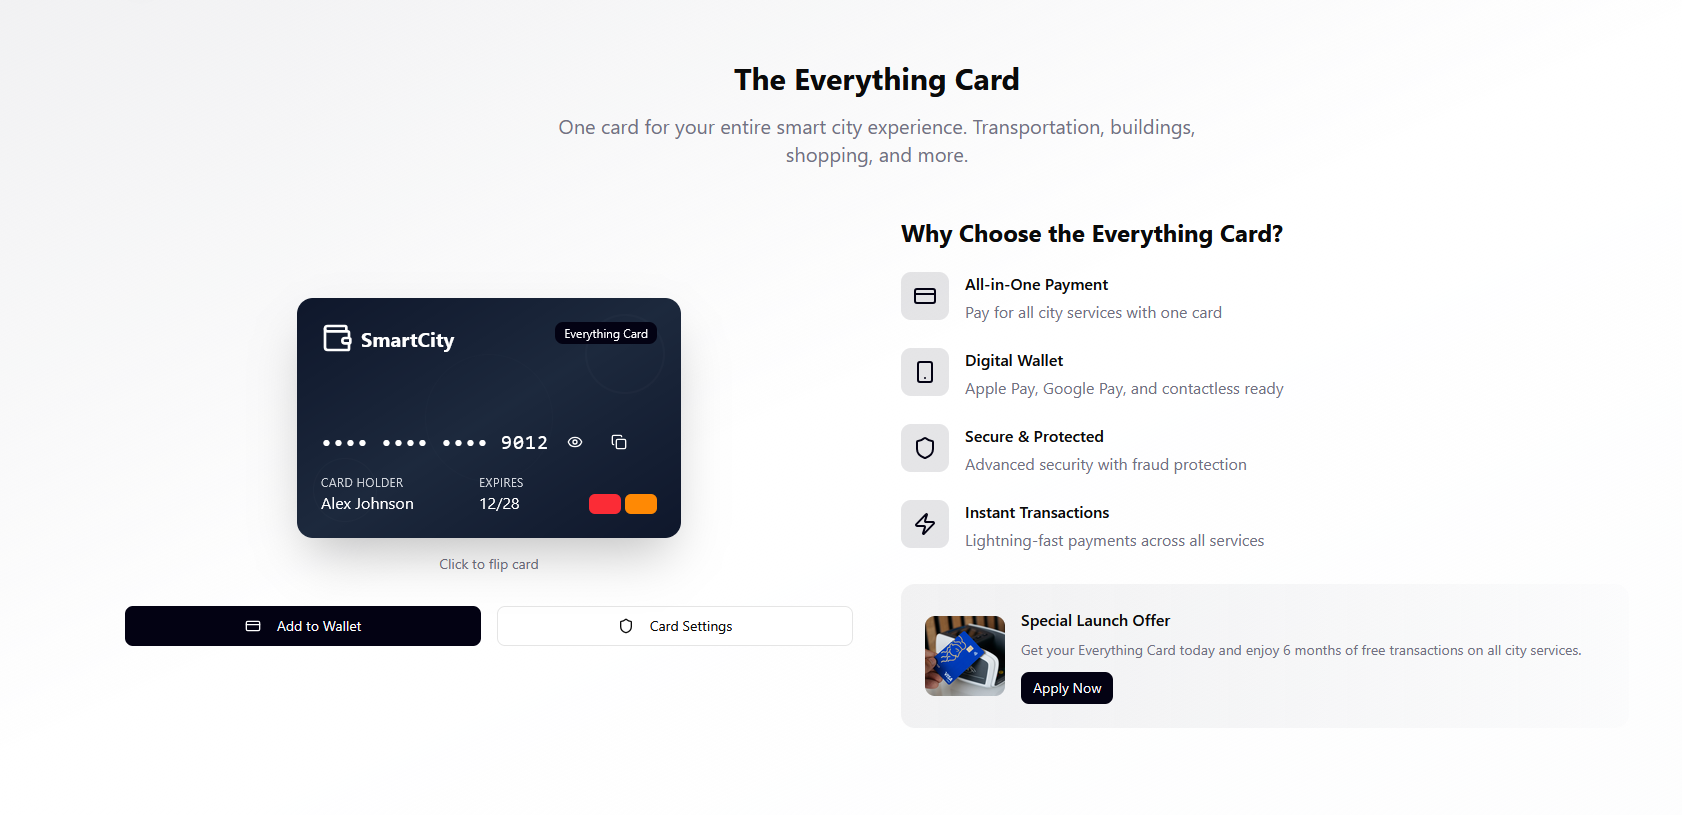 The Everything Card
One card for your entire smart city experience. Transportation, buildings,
shopping, and more.
SmartCity
Everything Card
•••• •••• •••• 9012
CARD HOLDER
Alex Johnson
EXPIRES
12/28
Click to flip card
Add to Wallet
Card Settings
Why Choose the Everything Card?
All-in-One Payment
Pay for all city services with one card
Digital Wallet
Apple Pay, Google Pay, and contactless ready
Secure & Protected
Advanced security with fraud protection
Instant Transactions
Lightning-fast payments across all services
Special Launch Offer
Get your Everything Card today and enjoy 6 months of free transactions on all city services.
Apply Now
VISA